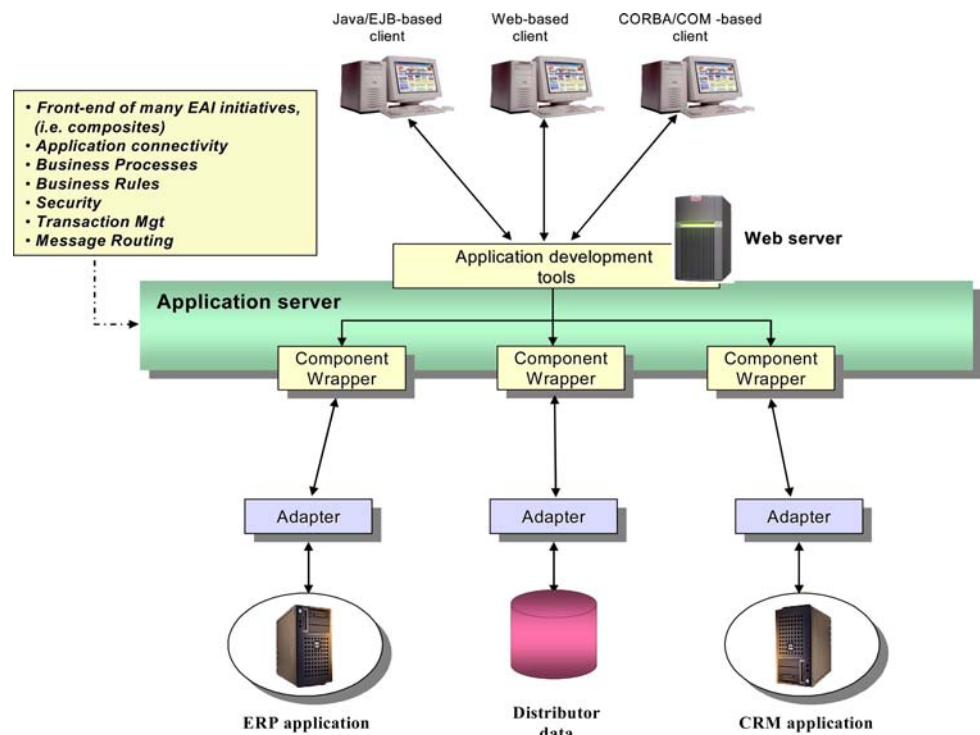 Java/EJB-based
client
Web-based
client
CORBA/COM -based
client
• Front-end of many EAI initiatives,
(i.e. composites)
• Application connectivity
• Business Processes
• Business Rules
• Security
• Transaction Mgt
• Message Routing
Web server
Application development
tools
Application server
Component
Wrapper
Component
Wrapper
Component
Wrapper
Adapter
Adapter
Adapter
ERP application
Distributor
data
CRM application